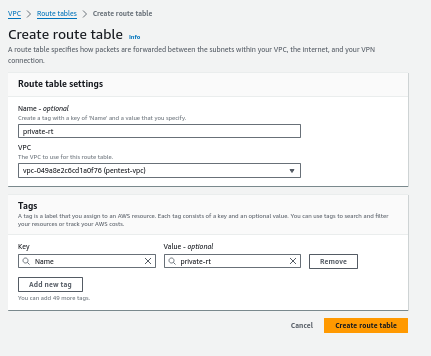 VPC > Route tables > Create route table
Create route table Info
A route table specifies how packets are forwarded between the subnets within your VPC, the internet, and your VPN
connection.
Route table settings
Name - optional
Create a tag with a key of 'Name' and a value that you specify.
private-rt
VPC
The VPC to use for this route table.
vpc-049a8e2c6cd1a0f76 (pentest-vpc)
Tags
A tag is a label that you assign to an AWS resource. Each tag consists of a key and an optional value. You can use tags to search and filter
your resources or track your AWS costs.
Key Value - optional
Name private-rt Remove
Add new tag
You can add 49 more tags.
Cancel Create route table